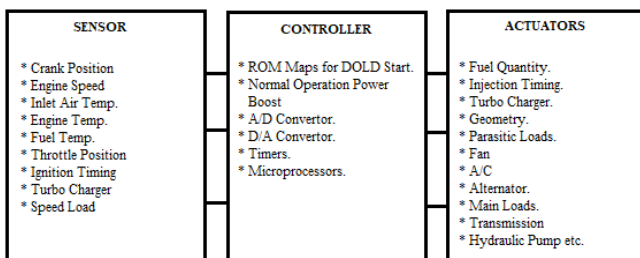 SENSOR
* Crank Position
* Engine Speed
* Inlet Air Temp.
* Engine Temp.
* Fuel Temp.
* Throttle Position
* Ignition Timing
* Turbo Charger
* Speed Load
CONTROLLER
* ROM Maps for DOLD Start.
* Normal Operation Power
Boost
* A/D Convertor.
* D/A Convertor.
* Timers.
* Microprocessors.
ACTUATORS
* Fuel Quantity.
* Injection Timing.
* Turbo Charger.
* Geometry.
* Parasitic Loads.
* Fan
* A/C
* Alternator.
* Main Loads.
* Transmission
* Hydraulic Pump etc.